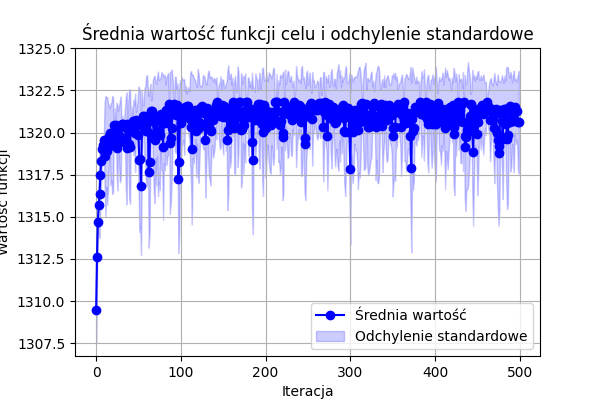 Średnia wartość funkcji celu i odchylenie standardowe
1325.0
1322.5
1320.0
1317.5
1315.0
1312.5
1310.0
1307.5
Wartość funkcji
0 100 200 300 400 500
Iteracja
Średnia wartość
Odchylenie standardowe